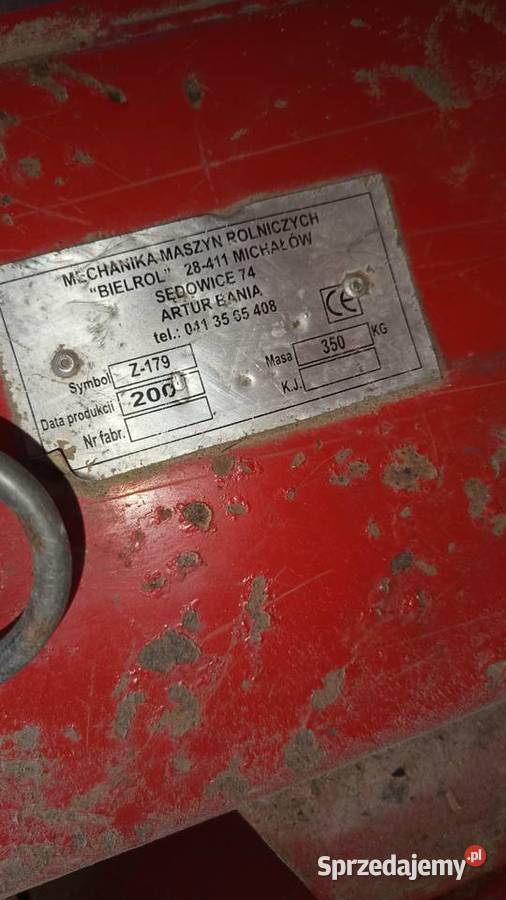 MECHANIKA MASZYN ROLNICZYCH
"BIELROL" 28-411 MICHAŁÓW
SĘDOWICE 74
ARTUR BANIA
tel.: 041 35 65 408
CE
Symbol Z-179 Masa 350 KG
Data produkcji K.J.
Nr fabr.
Sprzedajemy.pl